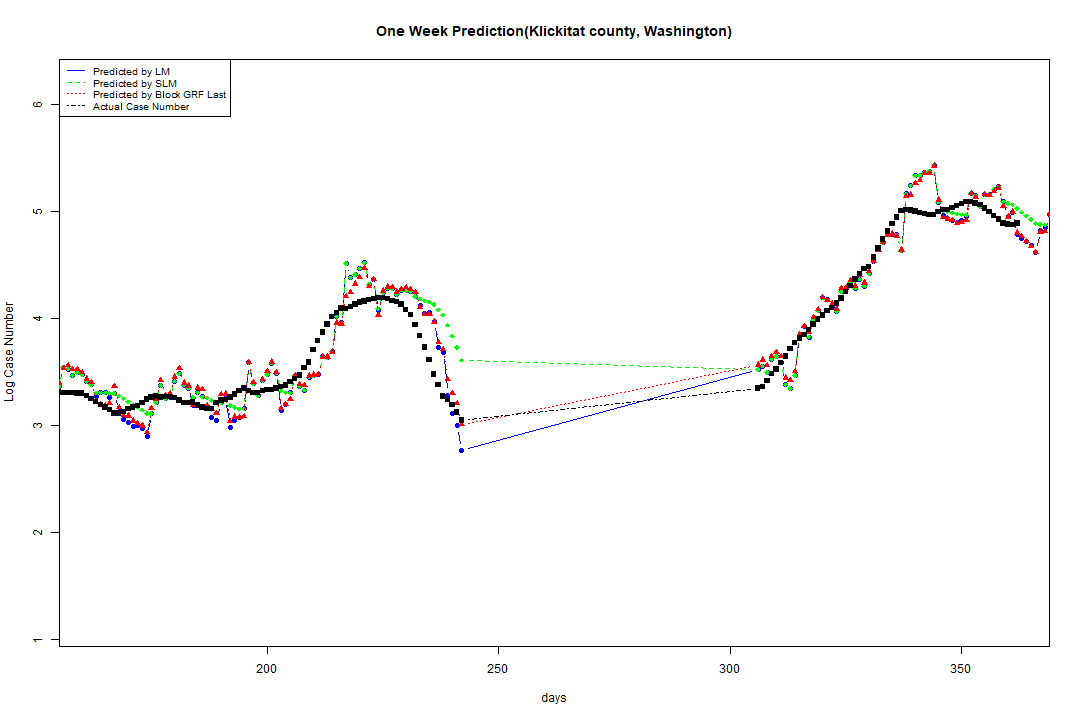 One Week Prediction(Klickitat county, Washington)
Predicted by LM
Predicted by SLM
Predicted by Block GRF Last
Actual Case Number
6
5
4
3
2
1
Log Case Number
200 250 300 350
days